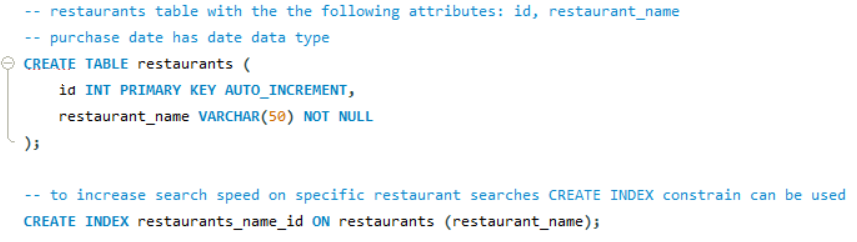 -- restaurants table with the the following attributes: id, restaurant_name
-- purchase date has date data type
CREATE TABLE restaurants (
id INT PRIMARY KEY AUTO_INCREMENT,
restaurant_name VARCHAR(50) NOT NULL
);
-- to increase search speed on specific restaurant searches CREATE INDEX constrain can be used
CREATE INDEX restaurants_name_id ON restaurants (restaurant_name);